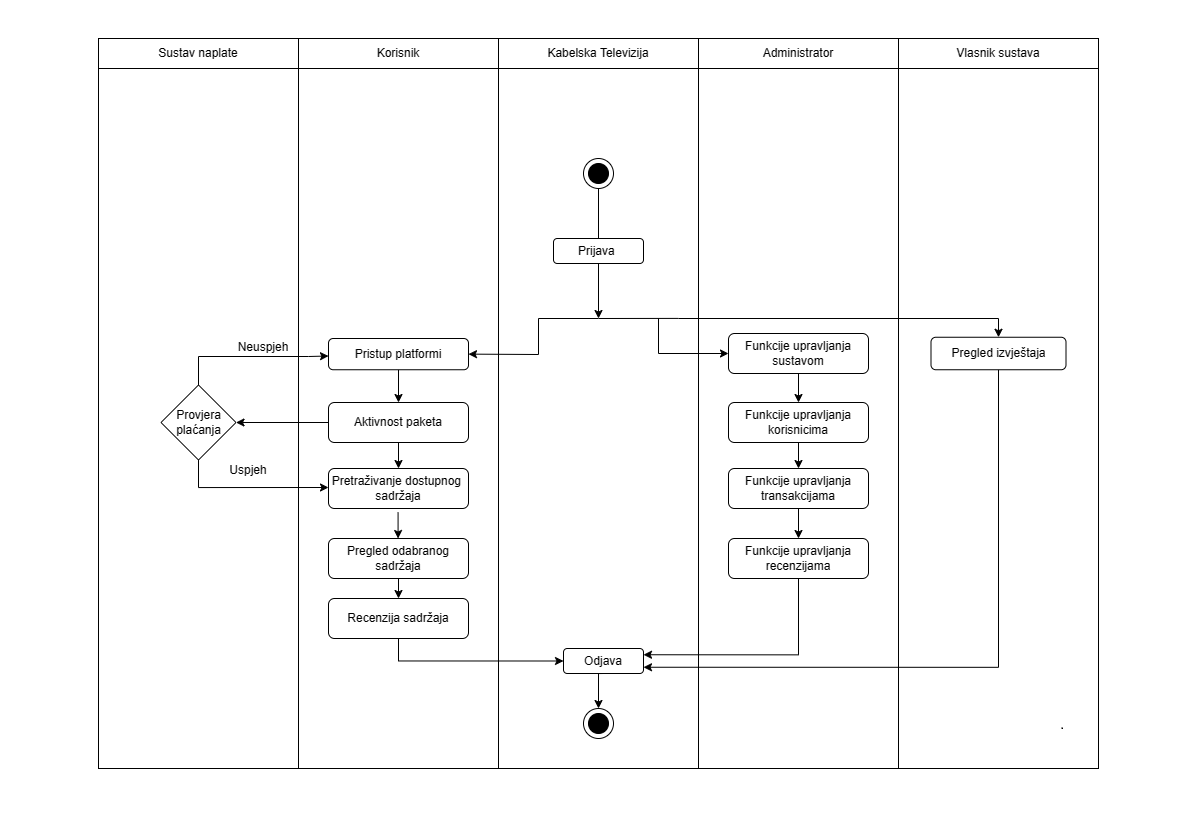 Sustav naplate
Korisnik
Kabelska Televizija
Administrator
Vlasnik sustava
Prijava
Neuspjeh
Pristup platformi
Funkcije upravljanja
sustavom
Pregled izvještaja
Provjera
plaćanja
Aktivnost paketa
Funkcije upravljanja
korisnicima
Uspjeh
Pretraživanje dostupnog
sadržaja
Funkcije upravljanja
transakcijama
Pregled odabranog
sadržaja
Funkcije upravljanja
recenzijama
Recenzija sadržaja
Odjava
.